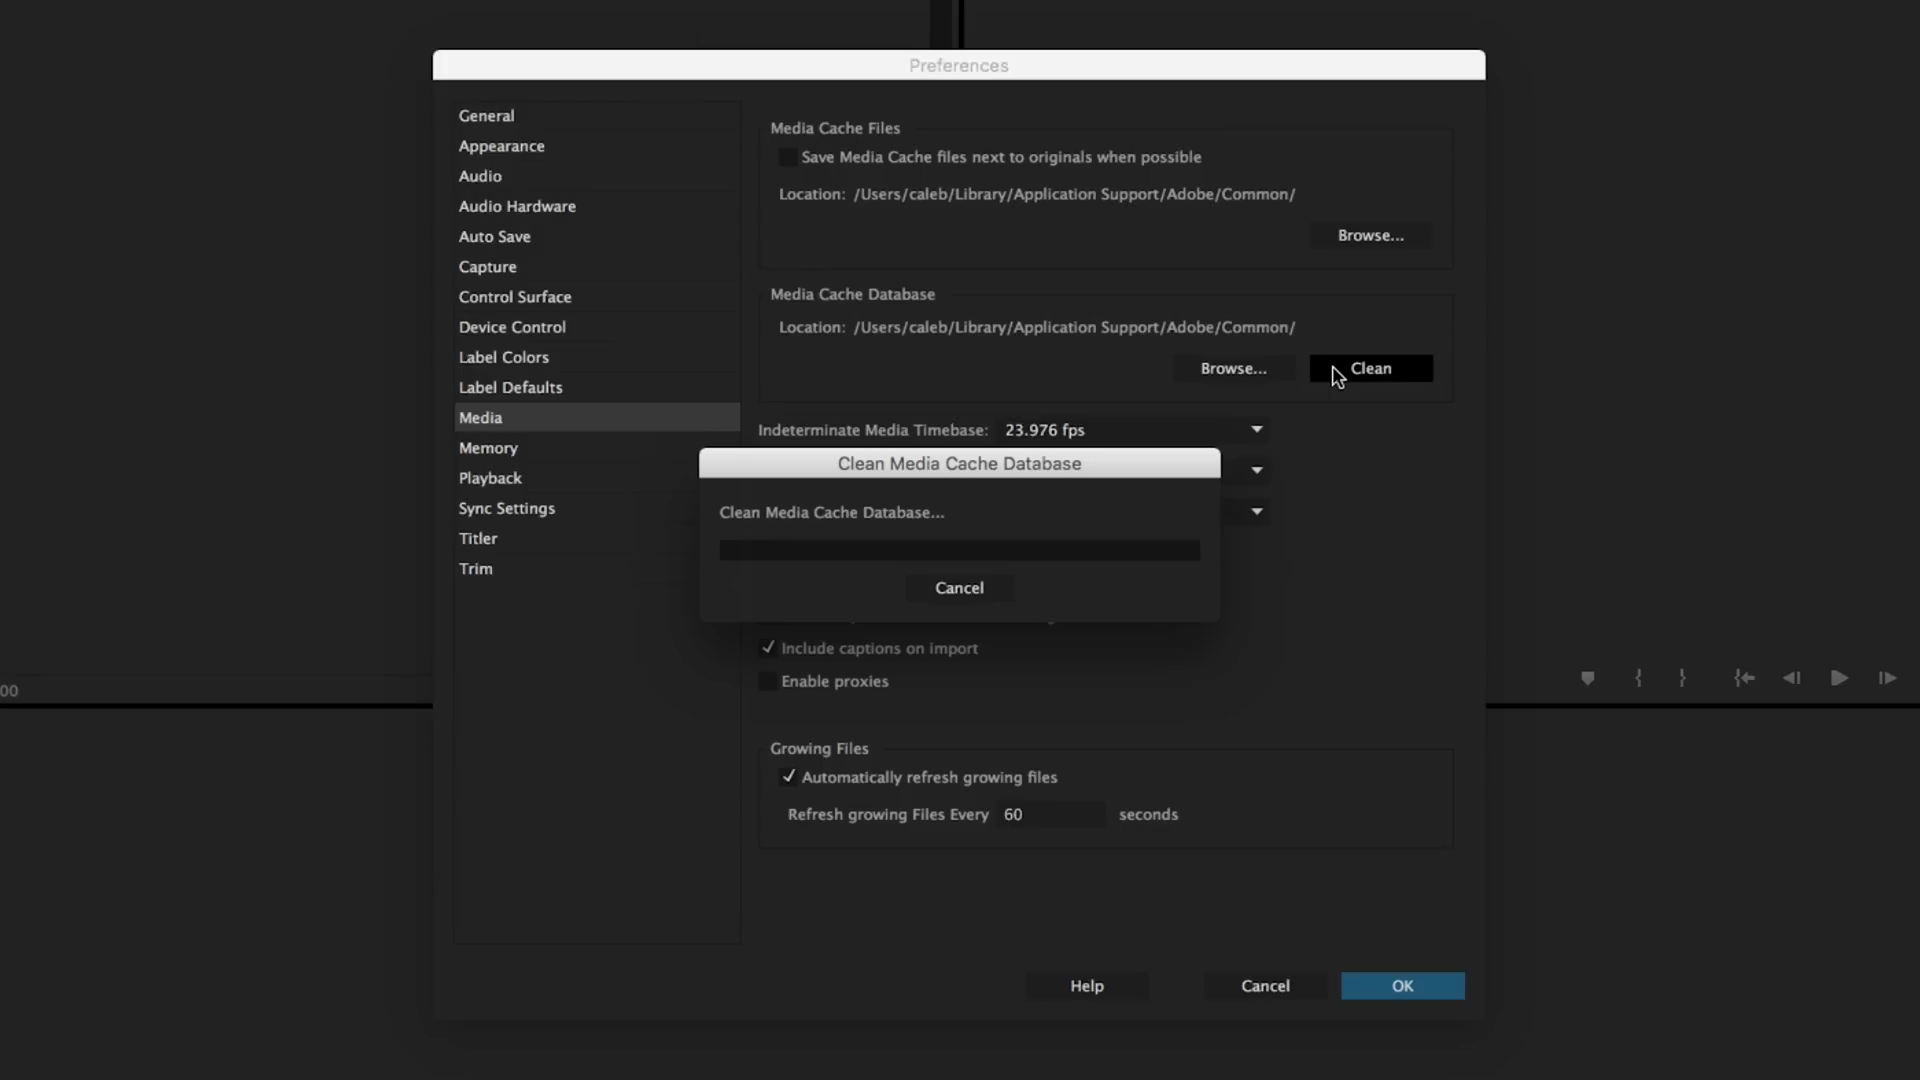 Preferences
General
Appearance
Audio
Audio Hardware
Auto Save
Capture
Control Surface
Device Control
Label Colors
Label Defaults
Media
Memory
Playback
Sync Settings
Titler
Trim
Media Cache Files
Save Media Cache files next to originals when possible
Location: /Users/caleb/Library/Application Support/Adobe/Common/
Browse...
Media Cache Database
Location: /Users/caleb/Library/Application Support/Adobe/Common/
Browse... Clean
Indeterminate Media Timebase: 23.976 fps
Clean Media Cache Database
Clean Media Cache Database...
Cancel
Include captions on import
Enable proxies
Growing Files
Automatically refresh growing files
Refresh growing Files Every 60 seconds
Help Cancel OK
00